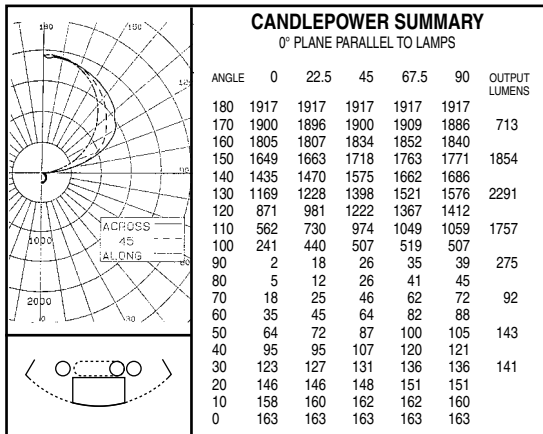 CANDLEPOWER SUMMARY
0° PLANE PARALLEL TO LAMPS
ANGLE 0 22.5 45 67.5 90 OUTPUT LUMENS
180 1917 1917 1917 1917 1917
170 1900 1896 1900 1909 1886 713
160 1805 1807 1834 1852 1840
150 1649 1663 1718 1763 1771 1854
140 1435 1470 1575 1662 1686
130 1169 1228 1398 1521 1576 2291
120 871 981 1222 1367 1412
110 562 730 974 1049 1059 1757
100 241 440 507 519 507
90 2 18 26 35 39 275
80 5 12 26 41 45
70 18 25 46 62 72 92
60 35 45 64 82 88
50 64 72 87 100 105 143
40 95 95 107 120 121
30 123 127 131 136 136 141
20 146 146 148 151 151
10 158 160 162 162 160
0 163 163 163 163 163
180 150
ACROSS
45
ALONG
1000
2000
30